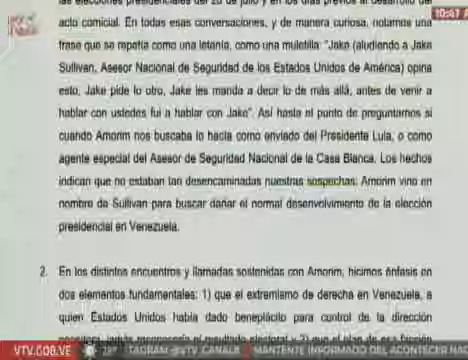 las elecciones presidenciales del 28 de julio y en los días previos al desarrollo del
10:47
acto comicial. En todas esas conversaciones, y de manera curiosa, notamos una
frase que se repetía como una letanía, como una muletilla: "Jake (aludiendo a Jake
Sullivan, Asesor Nacional de Seguridad de los Estados Unidos de América) opina
esto, Jake pide lo otro, Jake les manda a decir lo de más allá, antes de venir a
hablar con ustedes fui a hablar con Jake". Así hasta el punto de preguntarnos si
cuando Amorim nos buscaba lo hacía como enviado del Presidente Lula, o como
agente especial del Asesor de Seguridad Nacional de la Casa Blanca. Los hechos
indican que no estaban tan desencaminadas nuestras sospechas: Amorim vino en
nombre de Sullivan para buscar dañar el normal desenvolvimiento de la elección
presidencial en Venezuela.
2. En los distintos encuentros y llamadas sostenidas con Amorim, hicimos énfasis en
dos elementos fundamentales: 1) que el extremismo de derecha en Venezuela, a
quien Estados Unidos había dado beneplácito para control de la dirección
VTV.GOB.VE
MANTENTE INFORMADO DEL ACONTECER